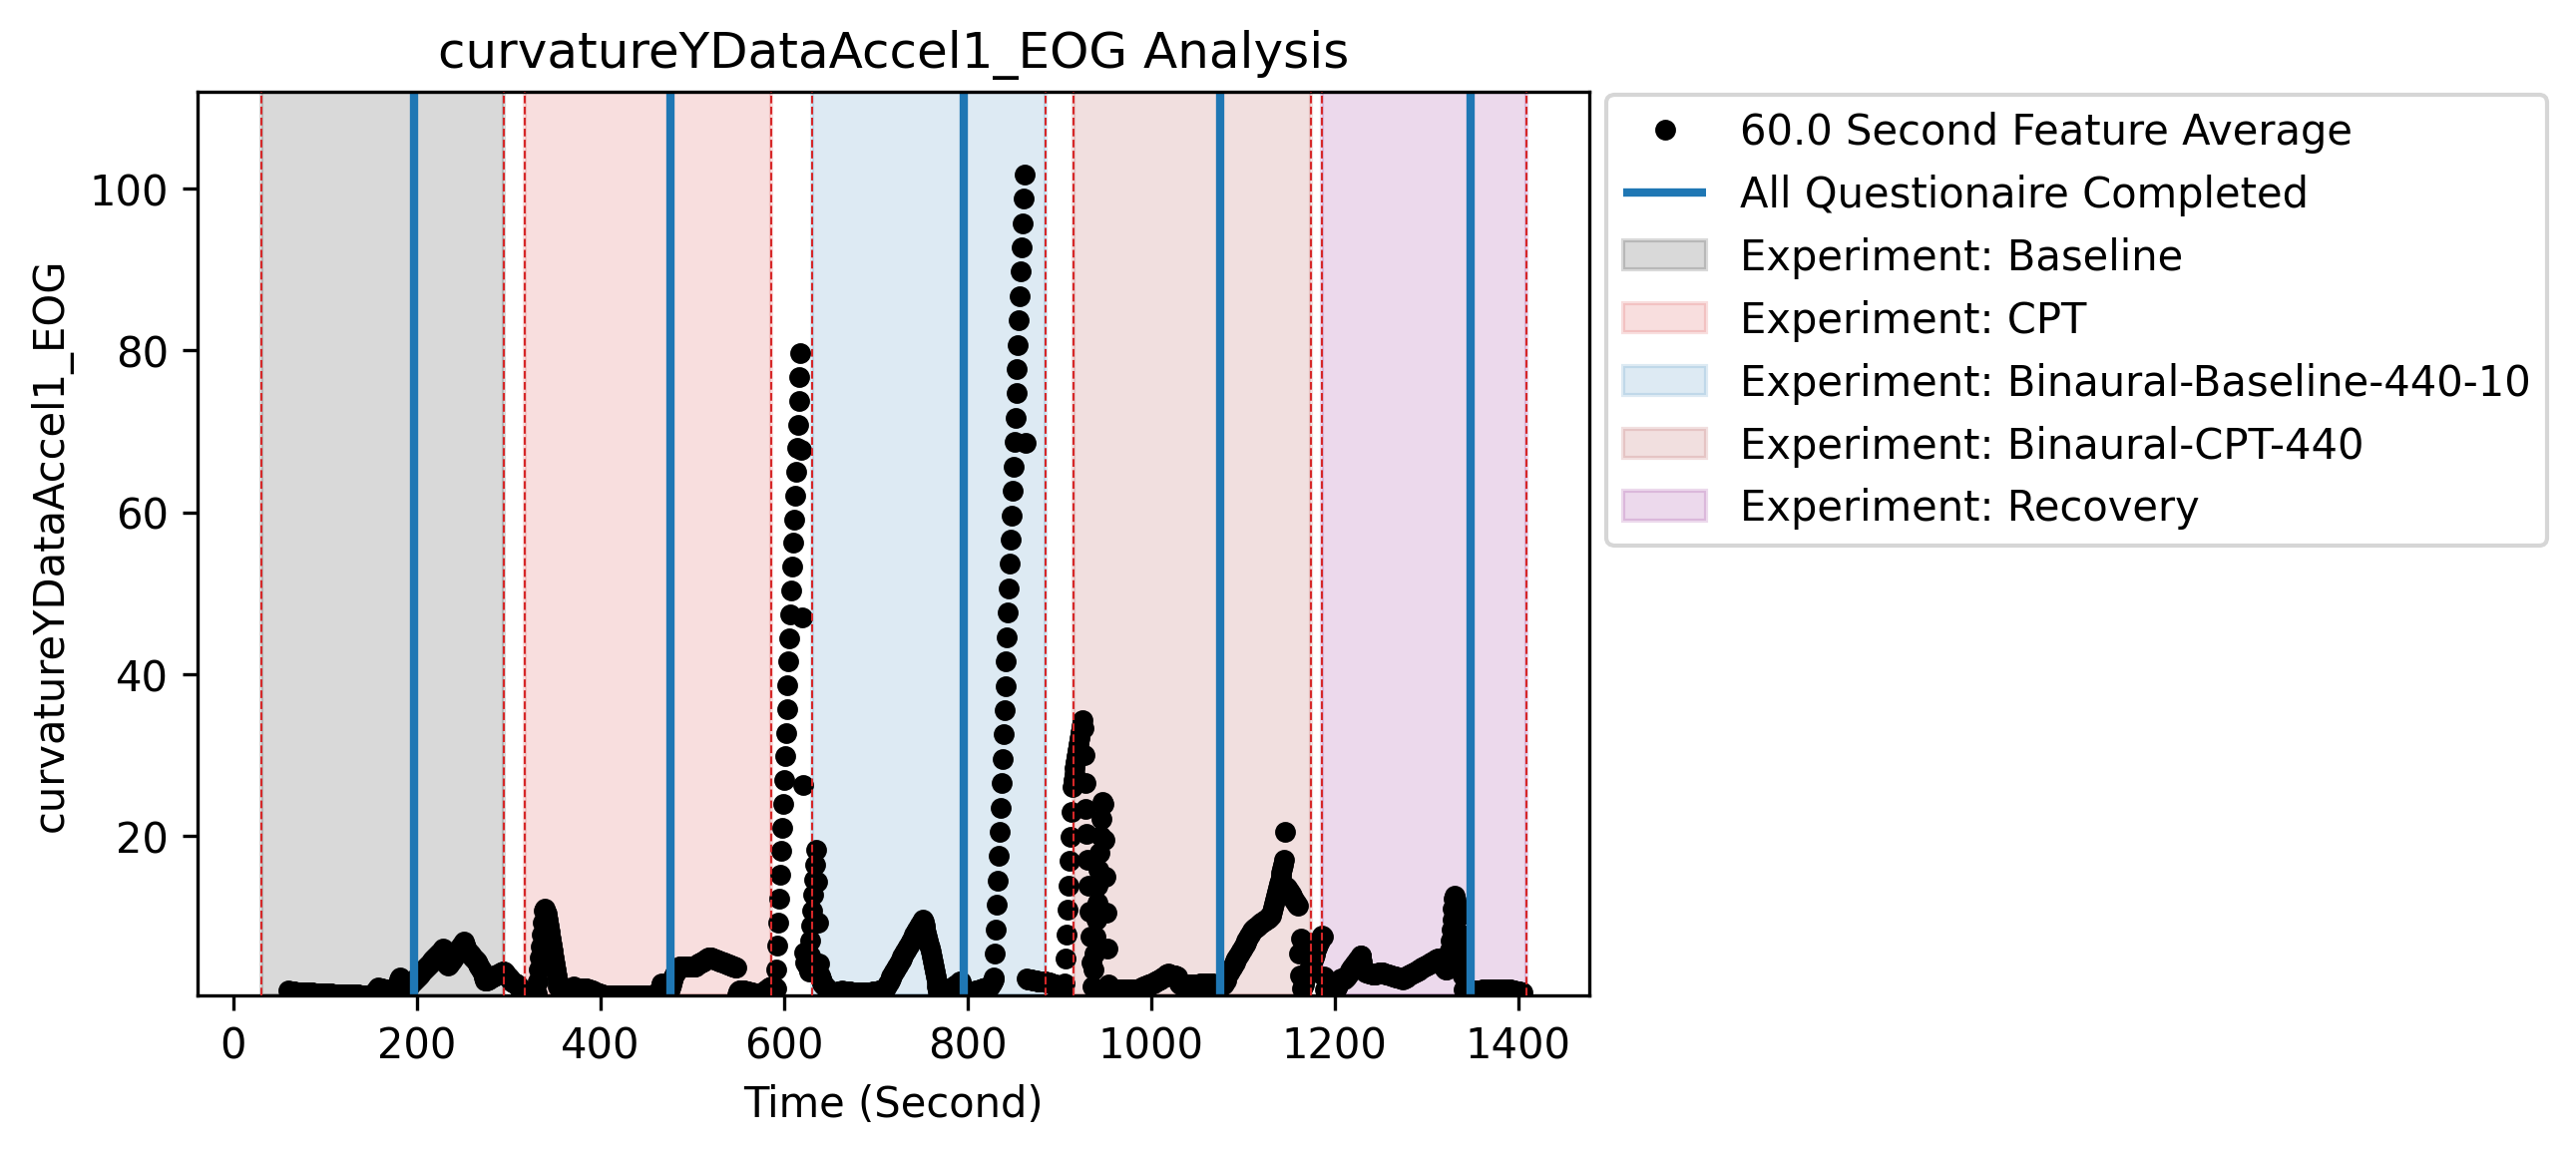 curvatureYDataAccel1_EOG Analysis
curvatureYDataAccel1_EOG
100
80
60
40
20
0 200 400 600 800 1000 1200 1400
Time (Second)
60.0 Second Feature Average
All Questionaire Completed
Experiment: Baseline
Experiment: CPT
Experiment: Binaural-Baseline-440-10
Experiment: Binaural-CPT-440
Experiment: Recovery